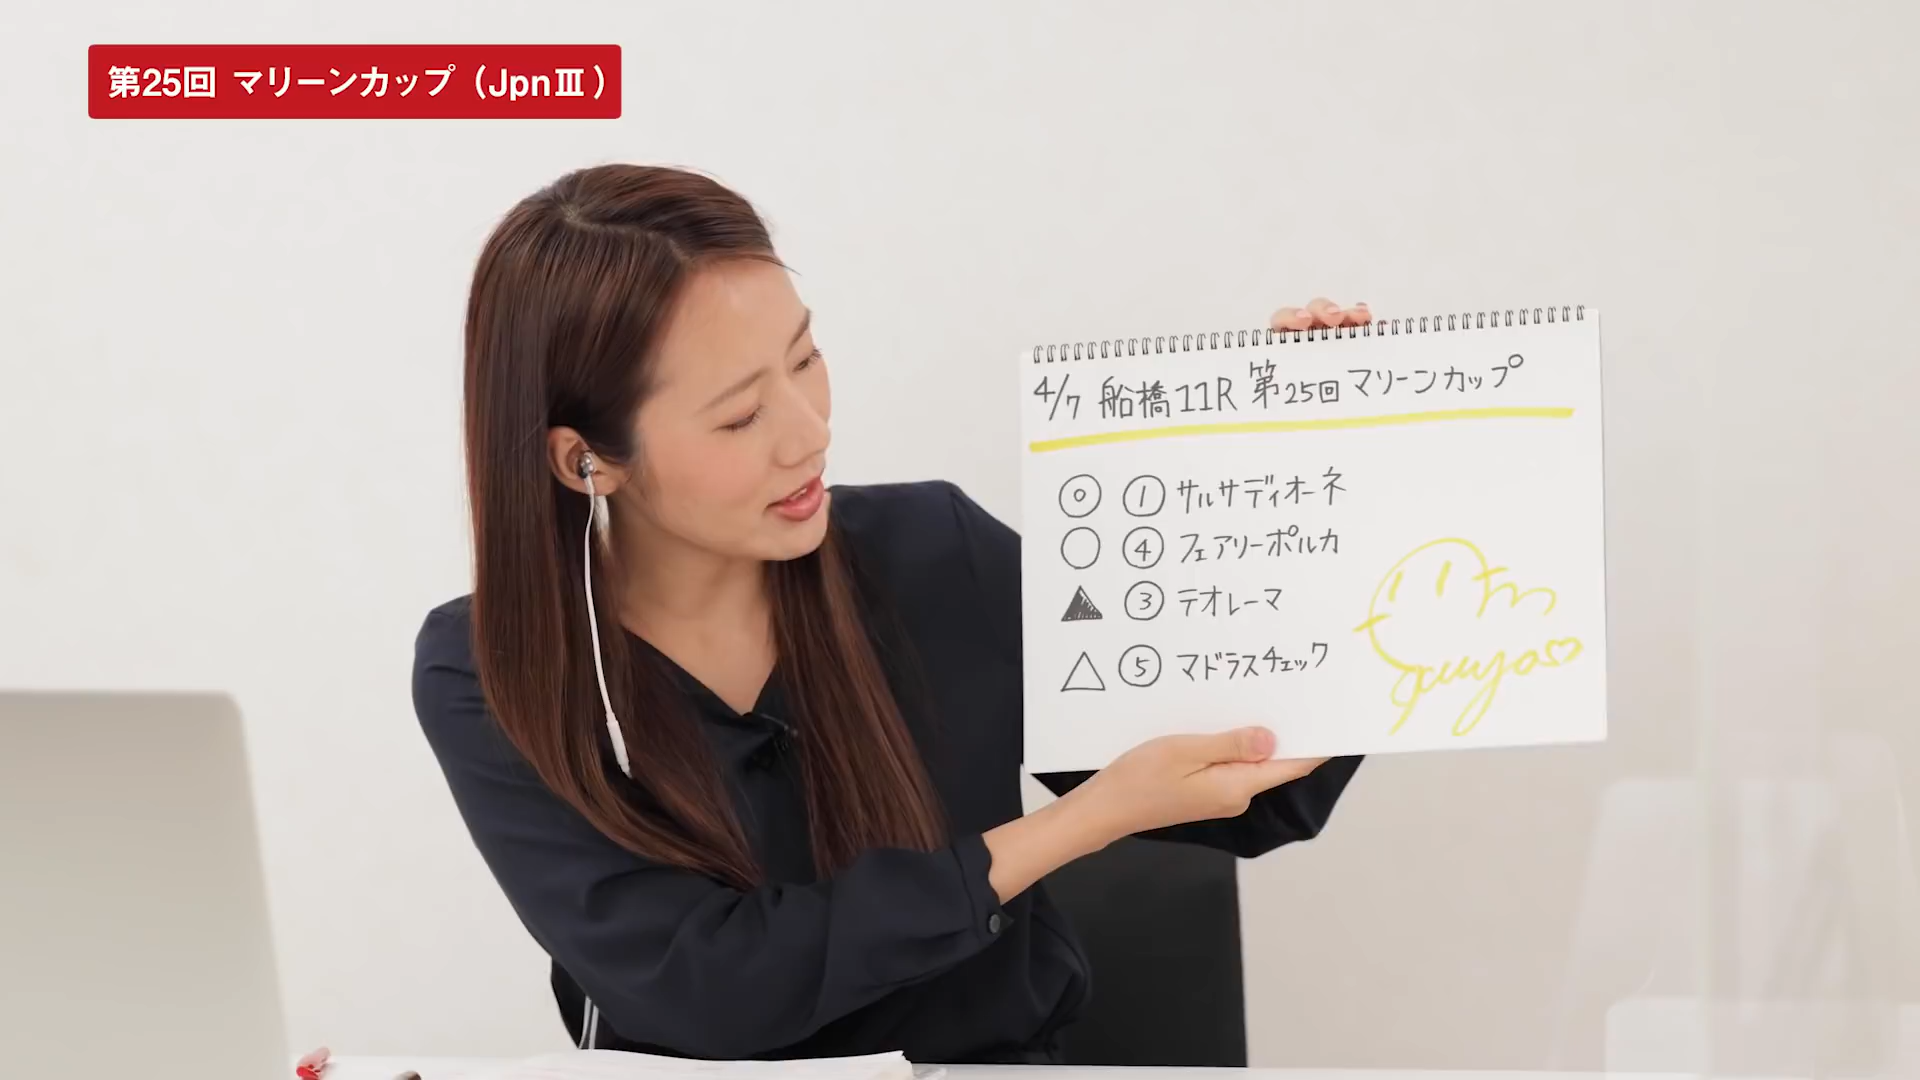 第25回 マリーンカップ（JpnⅢ）
4/7 船橋11R 第25回マリーンカップ
◎ ① サルサディオーネ
○ ④ フェアリーポルカ
▲ ③ テオレーマ
△ ⑤ マドラスチェック